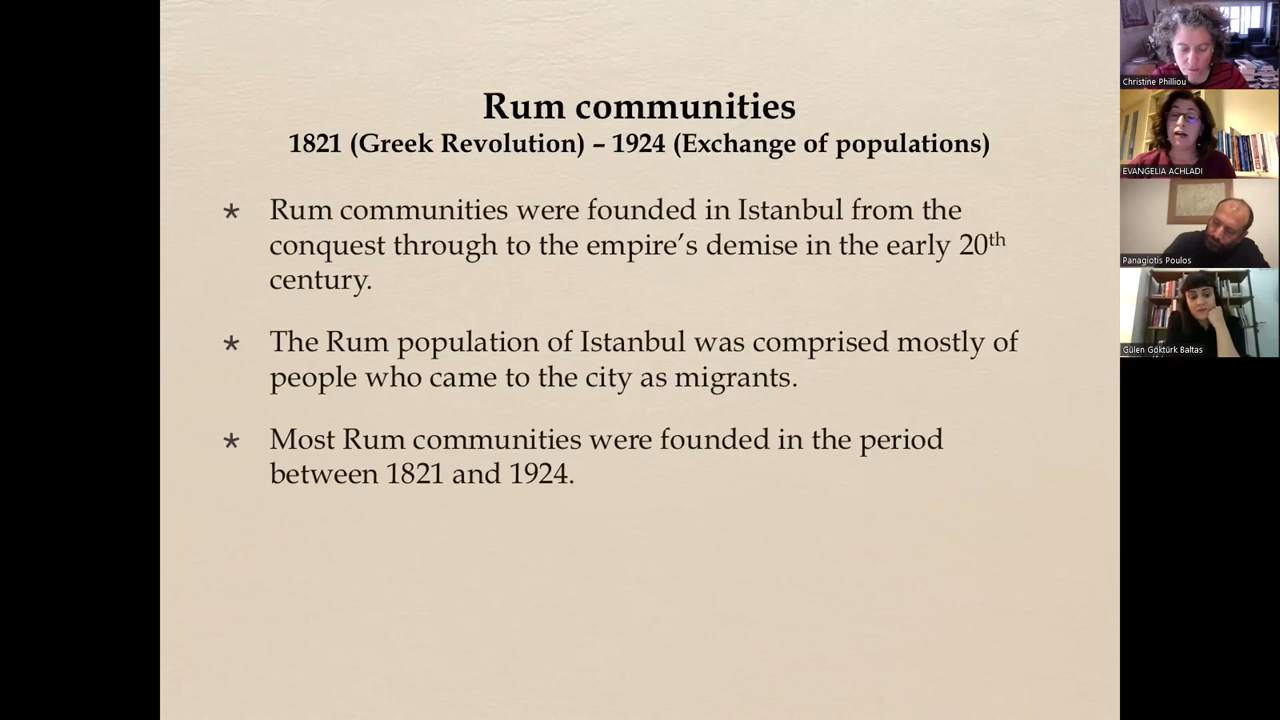 Rum communities
1821 (Greek Revolution) – 1924 (Exchange of populations)
* Rum communities were founded in Istanbul from the
conquest through to the empire’s demise in the early 20th
century.
* The Rum population of Istanbul was comprised mostly of
people who came to the city as migrants.
* Most Rum communities were founded in the period
between 1821 and 1924.
Christine Philliou
EVANGELIA ACHLADI
Panagiotis Poulos
Gülen Göktürk Baltas